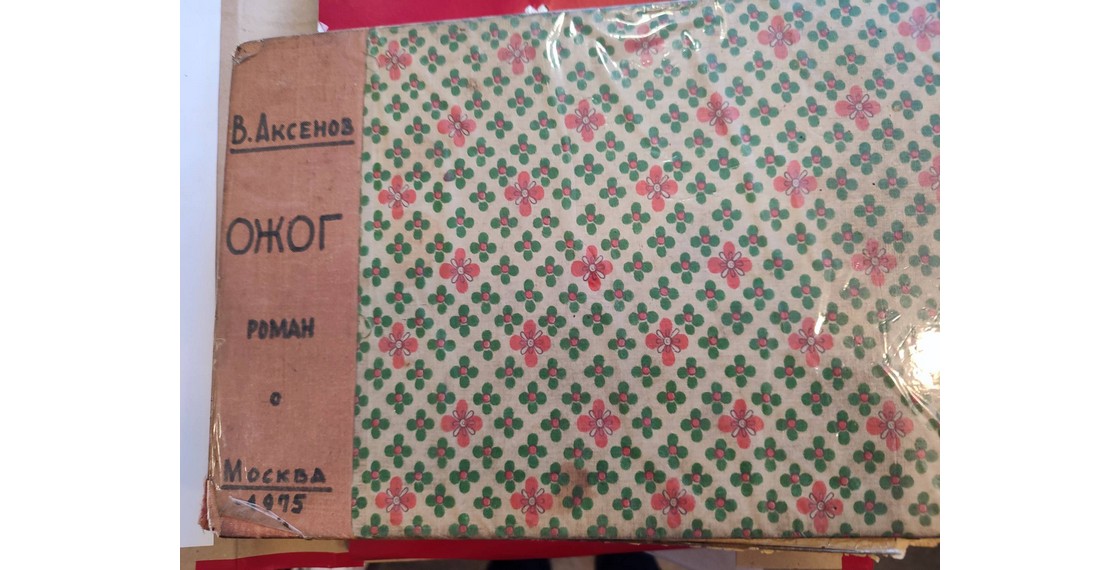 В. Аксенов
ОЖОГ
РОМАН
о
Москва
1975